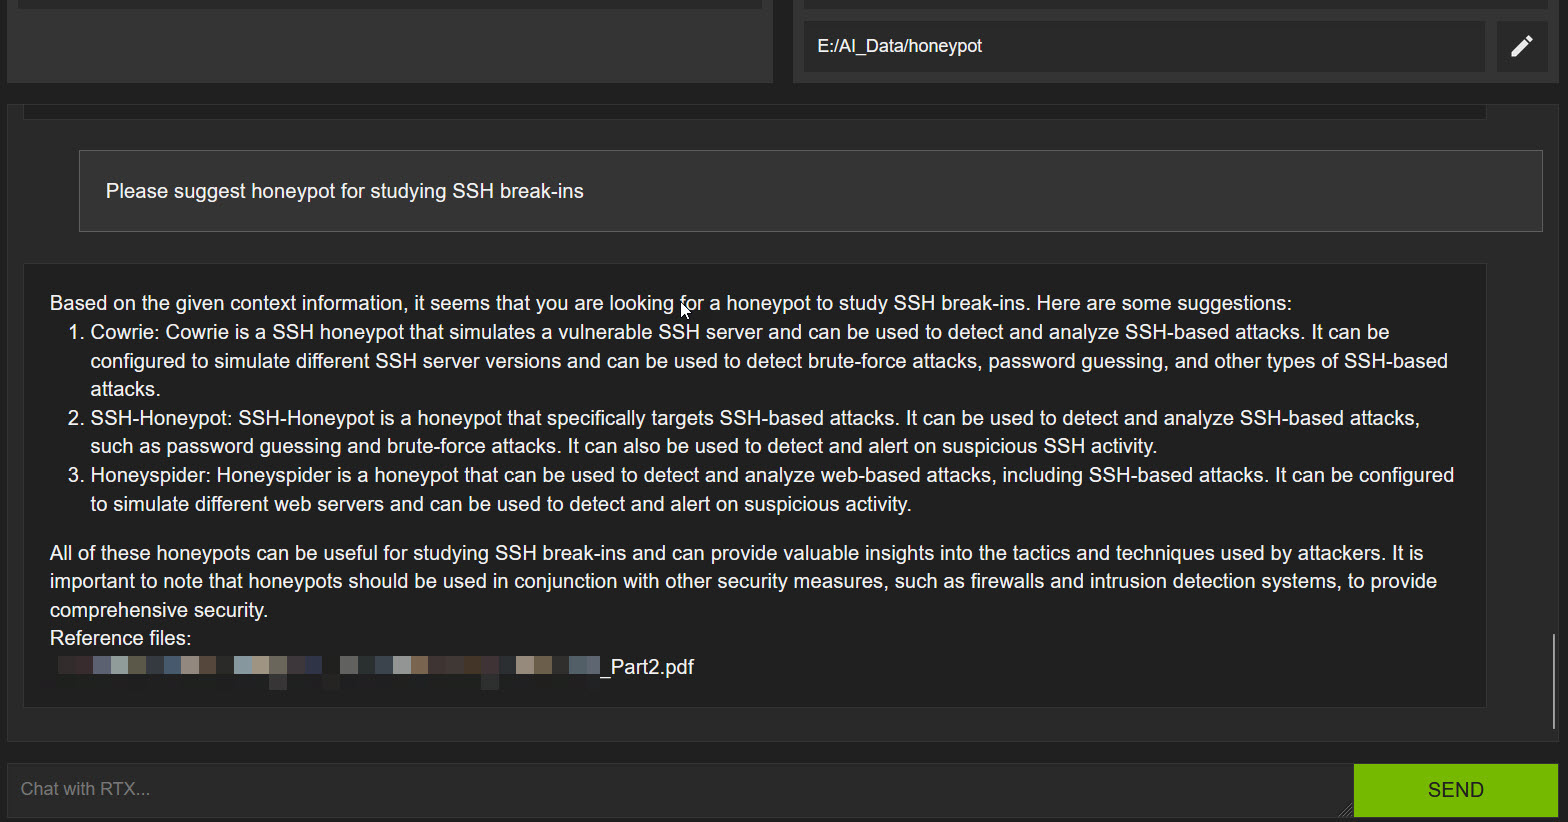 E:/AI_Data/honeypot
Please suggest honeypot for studying SSH break-ins
Based on the given context information, it seems that you are looking for a honeypot to study SSH break-ins. Here are some suggestions:
1. Cowrie: Cowrie is a SSH honeypot that simulates a vulnerable SSH server and can be used to detect and analyze SSH-based attacks. It can be
configured to simulate different SSH server versions and can be used to detect brute-force attacks, password guessing, and other types of SSH-based
attacks.
2. SSH-Honeypot: SSH-Honeypot is a honeypot that specifically targets SSH-based attacks. It can be used to detect and analyze SSH-based attacks,
such as password guessing and brute-force attacks. It can also be used to detect and alert on suspicious SSH activity.
3. Honeyspider: Honeyspider is a honeypot that can be used to detect and analyze web-based attacks, including SSH-based attacks. It can be configured
to simulate different web servers and can be used to detect and alert on suspicious activity.
All of these honeypots can be useful for studying SSH break-ins and can provide valuable insights into the tactics and techniques used by attackers. It is
important to note that honeypots should be used in conjunction with other security measures, such as firewalls and intrusion detection systems, to provide
comprehensive security.
Reference files:
_Part2.pdf
Chat with RTX...
SEND